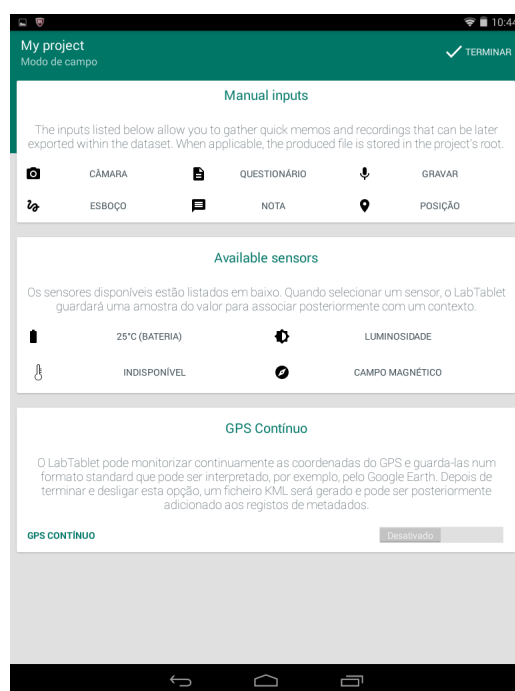 10:44
My project
Modo de campo
TERMINAR
Manual inputs
The inputs listed below allow you to gather quick memos and recordings that can be later
exported within the dataset. When applicable, the produced file is stored in the project's root.
CÂMARA QUESTIONÁRIO GRAVAR
ESBOÇO NOTA POSIÇÃO
Available sensors
Os sensores disponíveis estão listados em baixo. Quando selecionar um sensor, o LabTablet
guardará uma amostra do valor para associar posteriormente com um contexto.
25°C (BATERIA) LUMINOSIDADE
INDISPONÍVEL CAMPO MAGNÉTICO
GPS Contínuo
O LabTablet pode monitorizar continuamente as coordenadas do GPS e guarda-las num
formato standard que pode ser interpretado, por exemplo, pelo Google Earth. Depois de
terminar e desligar esta opção, um ficheiro KML será gerado e pode ser posteriormente
adicionado aos registos de metadados.
GPS CONTÍNUO Desativado